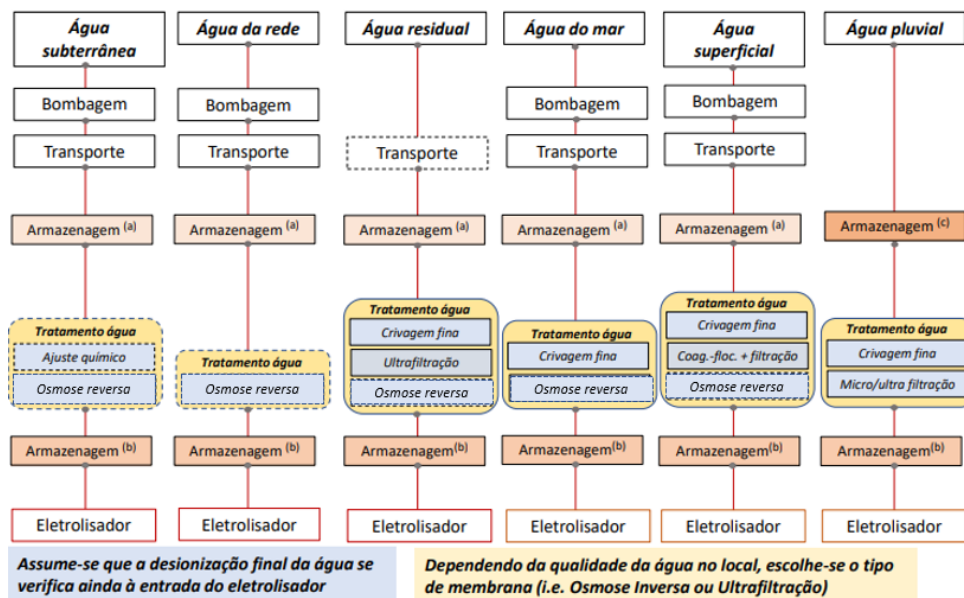 Água subterrânea
Água da rede
Água residual
Água do mar
Água superficial
Água pluvial
Bombagem
Bombagem
Bombagem
Bombagem
Transporte
Transporte
Transporte
Transporte
Transporte
Armazenagem (a)
Armazenagem (a)
Armazenagem (a)
Armazenagem (a)
Armazenagem (a)
Armazenagem (c)
Tratamento água
Ajuste químico
Osmose reversa
Tratamento água
Osmose reversa
Tratamento água
Crivagem fina
Ultrafiltração
Osmose reversa
Tratamento água
Crivagem fina
Osmose reversa
Tratamento água
Crivagem fina
Coag.-floc. + filtração
Osmose reversa
Tratamento água
Crivagem fina
Micro/ultra filtração
Armazenagem (b)
Armazenagem (b)
Armazenagem(b)
Armazenagem(b)
Armazenagem(b)
Armazenagem(b)
Eletrolisador
Eletrolisador
Eletrolisador
Eletrolisador
Eletrolisador
Eletrolisador
Assume-se que a desionização final da água se
verifica ainda à entrada do eletrolisador
Dependendo da qualidade da água no local, escolhe-se o tipo
de membrana (i.e. Osmose Inversa ou Ultrafiltração)